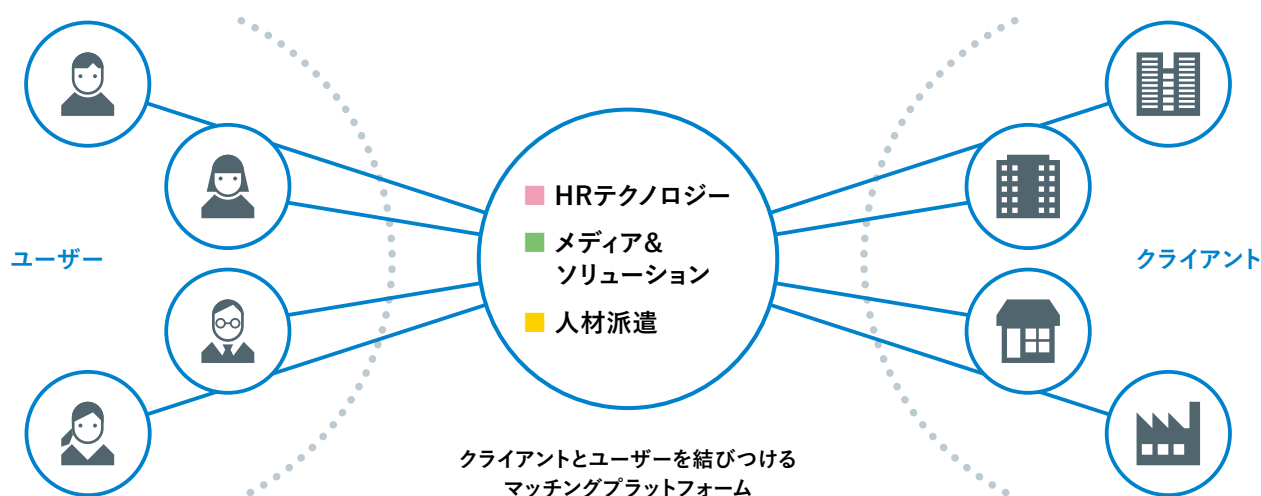 ユーザー
HRテクノロジー
メディア&
ソリューション
人材派遣
クライアント
クライアントとユーザーを結びつける
マッチングプラットフォーム